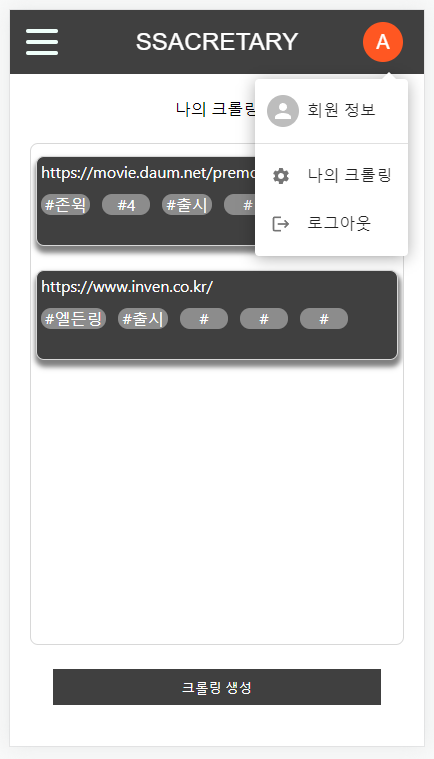 SSACRETARY
A
나의 크롤링
회원 정보
나의 크롤링
로그아웃
https://movie.daum.net/premo
#존윅 #4 #출시 #
https://www.inven.co.kr/
#엘든링 #출시 # # #
크롤링 생성